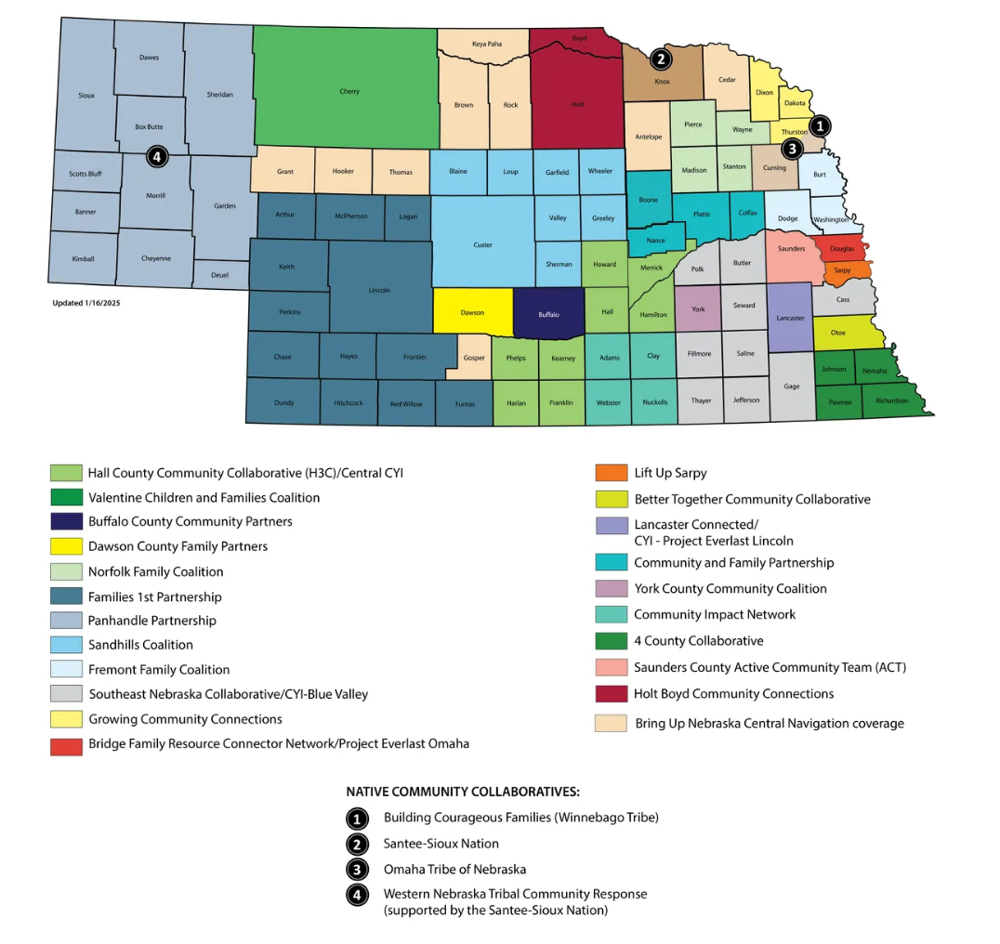 Keya Paha
Boyd
Dawes
2
Knox
Cedar
Sioux
Sheridan
Cherry
Brown
Rock
Holt
Dixon
Dakota
Box Butte
Antelope
Pierce
Wayne
Thurston
1
4
3
Scotts Bluff
Grant
Hooker
Thomas
Blaine
Loup
Garfield
Wheeler
Madison
Stanton
Cuming
Burt
Morrill
Garden
Boone
Banner
Arthur
McPherson
Logan
Valley
Greeley
Platte
Colfax
Dodge
Washington
Custer
Nance
Kimball
Cheyenne
Deuel
Keith
Lincoln
Sherman
Howard
Merrick
Polk
Butler
Saunders
Douglas
Sarpy
Updated 1/16/2025
Perkins
Dawson
Buffalo
Hall
Hamilton
York
Seward
Lancaster
Cass
Otoe
Chase
Hayes
Frontier
Gosper
Phelps
Kearney
Adams
Clay
Fillmore
Saline
Johnson
Nemaha
Dundy
Hitchcock
Red Willow
Furnas
Harlan
Franklin
Webster
Nuckolls
Thayer
Jefferson
Gage
Pawnee
Richardson
Hall County Community Collaborative (H3C)/Central CYI
Valentine Children and Families Coalition
Buffalo County Community Partners
Dawson County Family Partners
Norfolk Family Coalition
Families 1st Partnership
Panhandle Partnership
Sandhills Coalition
Fremont Family Coalition
Southeast Nebraska Collaborative/CYI-Blue Valley
Growing Community Connections
Bridge Family Resource Connector Network/Project Everlast Omaha
Lift Up Sarpy
Better Together Community Collaborative
Lancaster Connected/
CYI - Project Everlast Lincoln
Community and Family Partnership
York County Community Coalition
Community Impact Network
4 County Collaborative
Saunders County Active Community Team (ACT)
Holt Boyd Community Connections
Bring Up Nebraska Central Navigation coverage
NATIVE COMMUNITY COLLABORATIVES:
1 Building Courageous Families (Winnebago Tribe)
2 Santee-Sioux Nation
3 Omaha Tribe of Nebraska
4 Western Nebraska Tribal Community Response
(supported by the Santee-Sioux Nation)